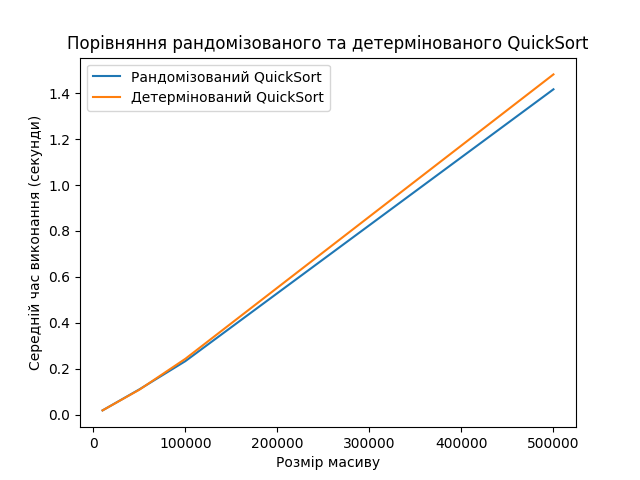 Порівняння рандомізованого та детермінованого QuickSort
Рандомізований QuickSort
Детермінований QuickSort
Середній час виконання (секунди)
1.4
1.2
1.0
0.8
0.6
0.4
0.2
0.0
0 100000 200000 300000 400000 500000
Розмір масиву